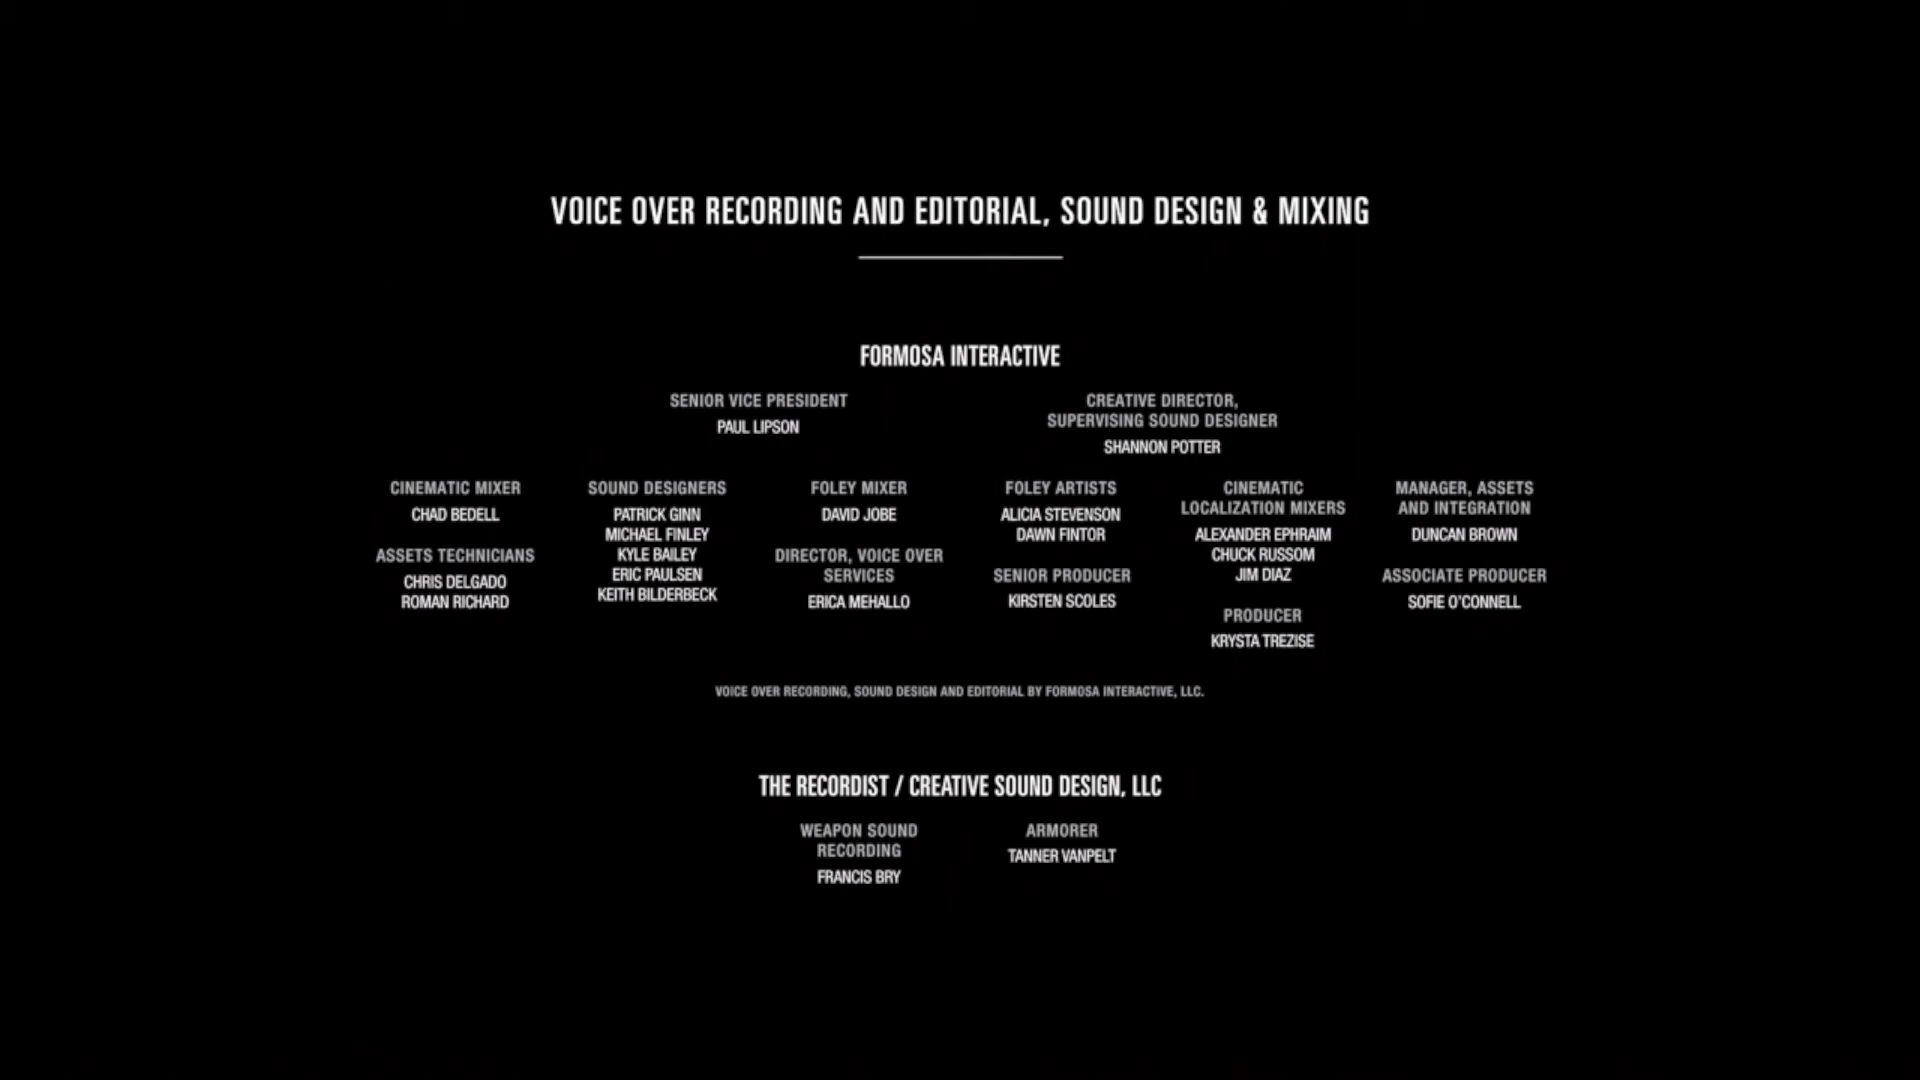 VOICE OVER RECORDING AND EDITORIAL, SOUND DESIGN & MIXING
FORMOSA INTERACTIVE
SENIOR VICE PRESIDENT
PAUL LIPSON
CREATIVE DIRECTOR,
SUPERVISING SOUND DESIGNER
SHANNON POTTER
CINEMATIC MIXER
CHAD BEDELL
ASSETS TECHNICIANS
CHRIS DELGADO
ROMAN RICHARD
SOUND DESIGNERS
PATRICK GINN
MICHAEL FINLEY
KYLE BAILEY
ERIC PAULSEN
KEITH BILDERBECK
FOLEY MIXER
DAVID JOBE
DIRECTOR, VOICE OVER
SERVICES
ERICA MEHALLO
FOLEY ARTISTS
ALICIA STEVENSON
DAWN FINTOR
SENIOR PRODUCER
KIRSTEN SCOLES
CINEMATIC
LOCALIZATION MIXERS
ALEXANDER EPHRAIM
CHUCK RUSSOM
JIM DIAZ
PRODUCER
KRYSTA TREZISE
MANAGER, ASSETS
AND INTEGRATION
DUNCAN BROWN
ASSOCIATE PRODUCER
SOFIE O'CONNELL
VOICE OVER RECORDING, SOUND DESIGN AND EDITORIAL BY FORMOSA INTERACTIVE, LLC.
THE RECORDIST / CREATIVE SOUND DESIGN, LLC
WEAPON SOUND
RECORDING
FRANCIS BRY
ARMORER
TANNER VANPELT